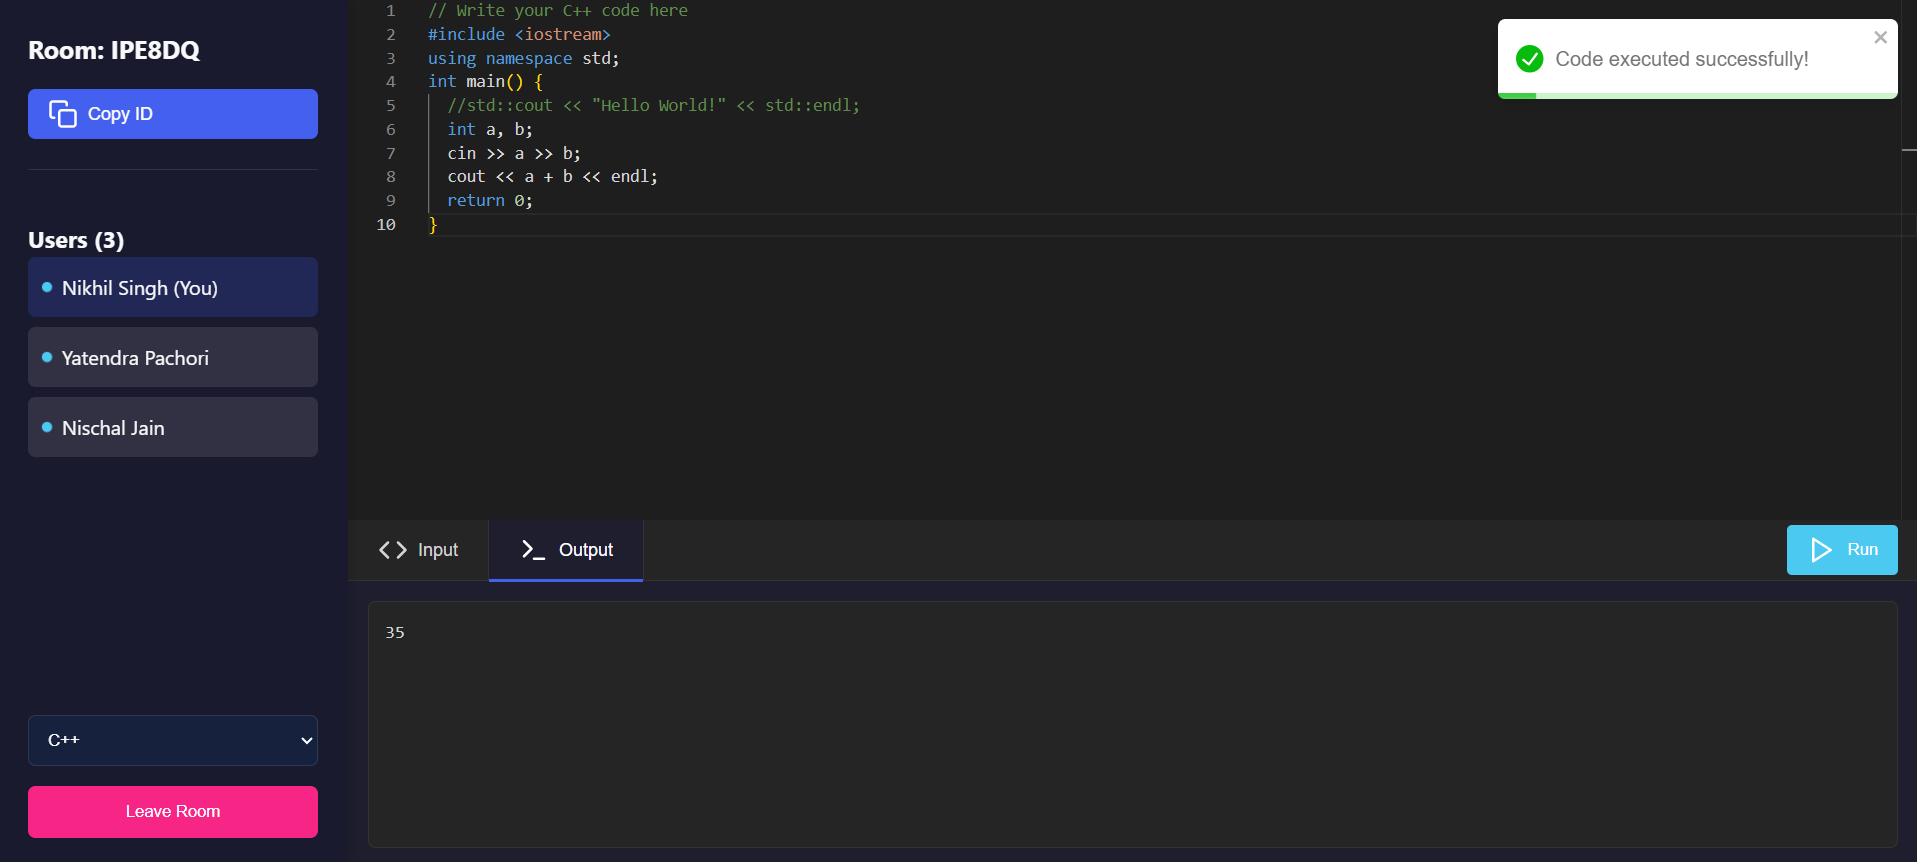 Room: IPE8DQ
Copy ID
Users (3)
Nikhil Singh (You)
Yatendra Pachori
Nischal Jain
C++
Leave Room
1 // Write your C++ code here
2 #include <iostream>
3 using namespace std;
4 int main() {
5 //std::cout << "Hello World!" << std::endl;
6 int a, b;
7 cin >> a >> b;
8 cout << a + b << endl;
9 return 0;
10 }
Code executed successfully!
Input
Output
Run
35